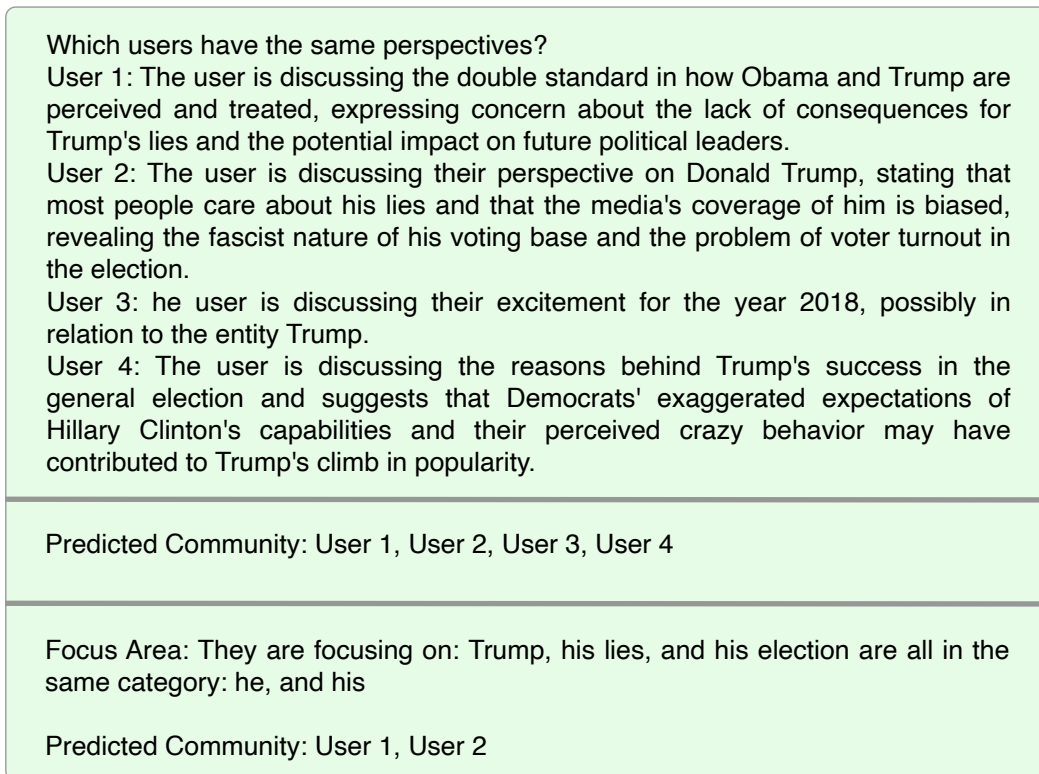 Which users have the same perspectives?
User 1: The user is discussing the double standard in how Obama and Trump are
perceived and treated, expressing concern about the lack of consequences for
Trump's lies and the potential impact on future political leaders.
User 2: The user is discussing their perspective on Donald Trump, stating that
most people care about his lies and that the media's coverage of him is biased,
revealing the fascist nature of his voting base and the problem of voter turnout in
the election.
User 3: he user is discussing their excitement for the year 2018, possibly in
relation to the entity Trump.
User 4: The user is discussing the reasons behind Trump's success in the
general election and suggests that Democrats' exaggerated expectations of
Hillary Clinton's capabilities and their perceived crazy behavior may have
contributed to Trump's climb in popularity.
Predicted Community: User 1, User 2, User 3, User 4
Focus Area: They are focusing on: Trump, his lies, and his election are all in the
same category: he, and his
Predicted Community: User 1, User 2